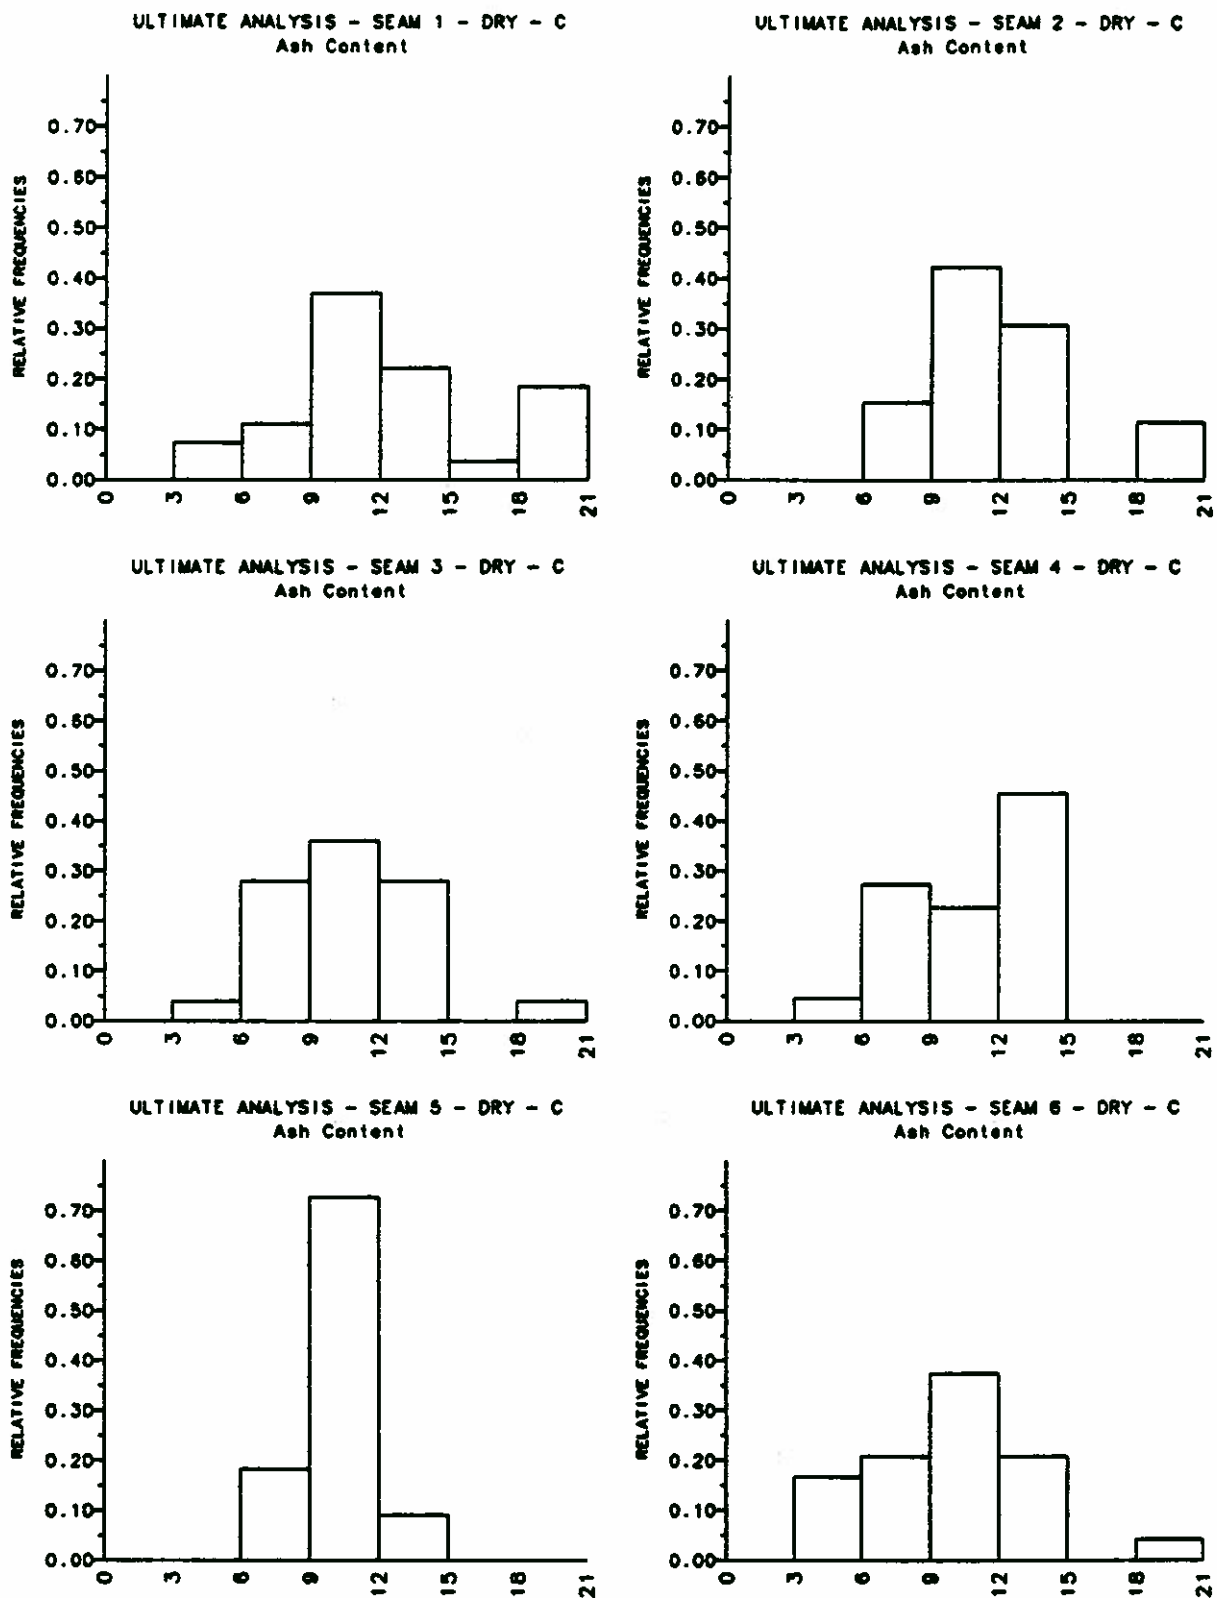 ULTIMATE ANALYSIS - SEAM 1 - DRY - C
Ash Content
RELATIVE FREQUENCIES
0.70
0.60
0.50
0.40
0.30
0.20
0.10
0.00
0 3 6 9 12 15 18 21
ULTIMATE ANALYSIS - SEAM 2 - DRY - C
Ash Content
RELATIVE FREQUENCIES
0.70
0.60
0.50
0.40
0.30
0.20
0.10
0.00
0 3 6 9 12 15 18 21
ULTIMATE ANALYSIS - SEAM 3 - DRY - C
Ash Content
RELATIVE FREQUENCIES
0.70
0.60
0.50
0.40
0.30
0.20
0.10
0.00
0 3 6 9 12 15 18 21
ULTIMATE ANALYSIS - SEAM 4 - DRY - C
Ash Content
RELATIVE FREQUENCIES
0.70
0.60
0.50
0.40
0.30
0.20
0.10
0.00
0 3 6 9 12 15 18 21
ULTIMATE ANALYSIS - SEAM 5 - DRY - C
Ash Content
RELATIVE FREQUENCIES
0.70
0.60
0.50
0.40
0.30
0.20
0.10
0.00
0 3 6 9 12 15 18 21
ULTIMATE ANALYSIS - SEAM 6 - DRY - C
Ash Content
RELATIVE FREQUENCIES
0.70
0.60
0.50
0.40
0.30
0.20
0.10
0.00
0 3 6 9 12 15 18 21